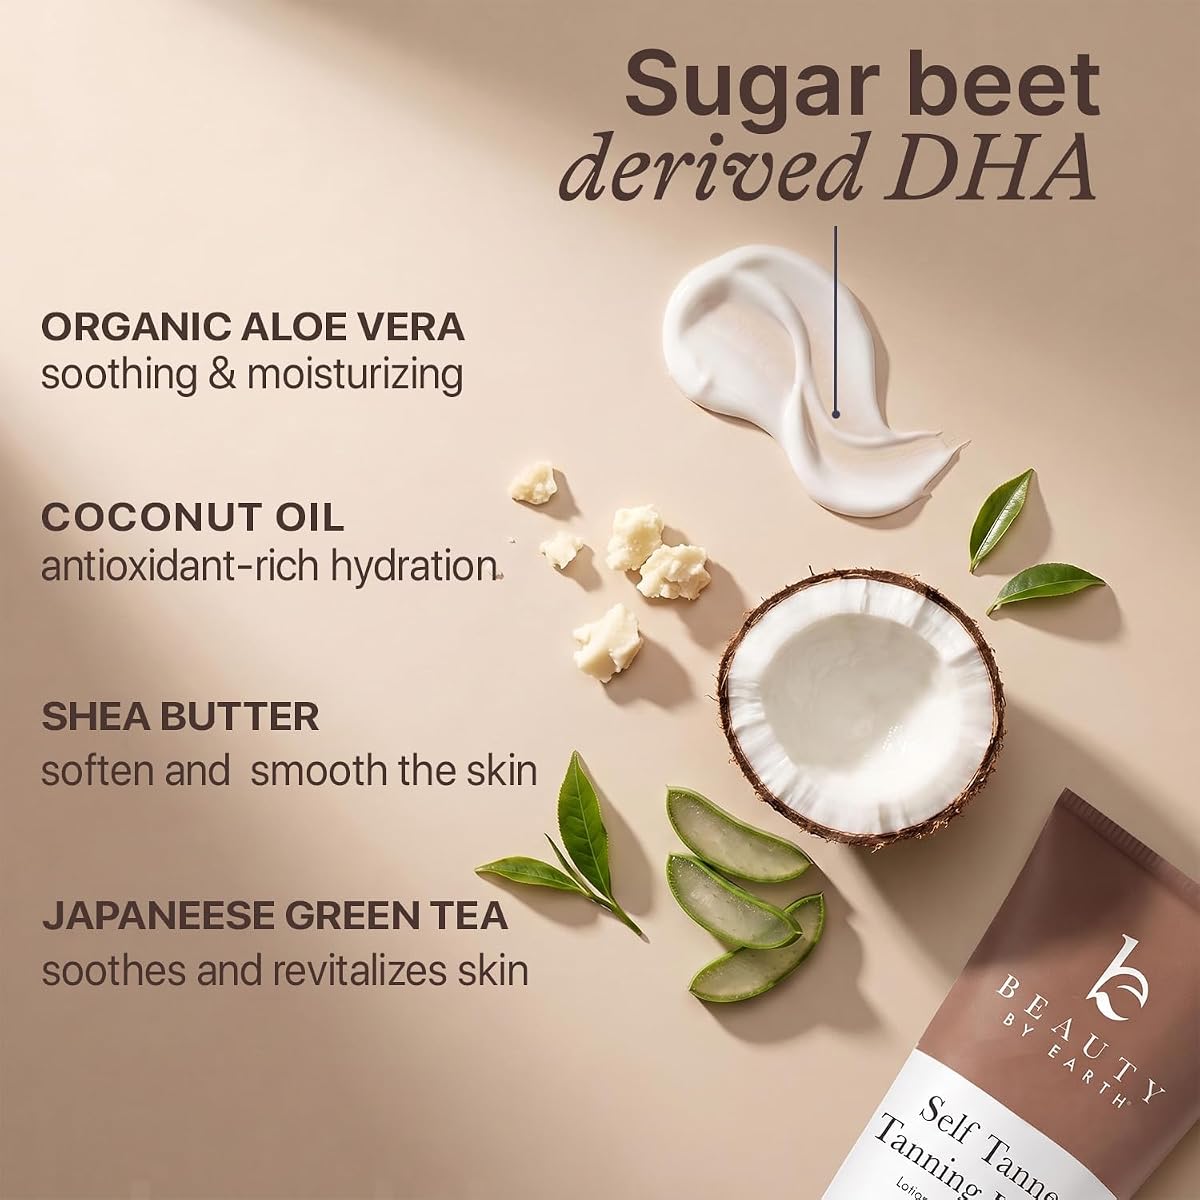 Sugar beet
derived DHA
ORGANIC ALOE VERA
soothing & moisturizing
COCONUT OIL
antioxidant-rich hydration
SHEA BUTTER
soften and  smooth the skin
JAPANEESE GREEN TEA
soothes and revitalizes skin
BEAUTY
BY EARTH®
Self Tanne
Tanning
Lotion